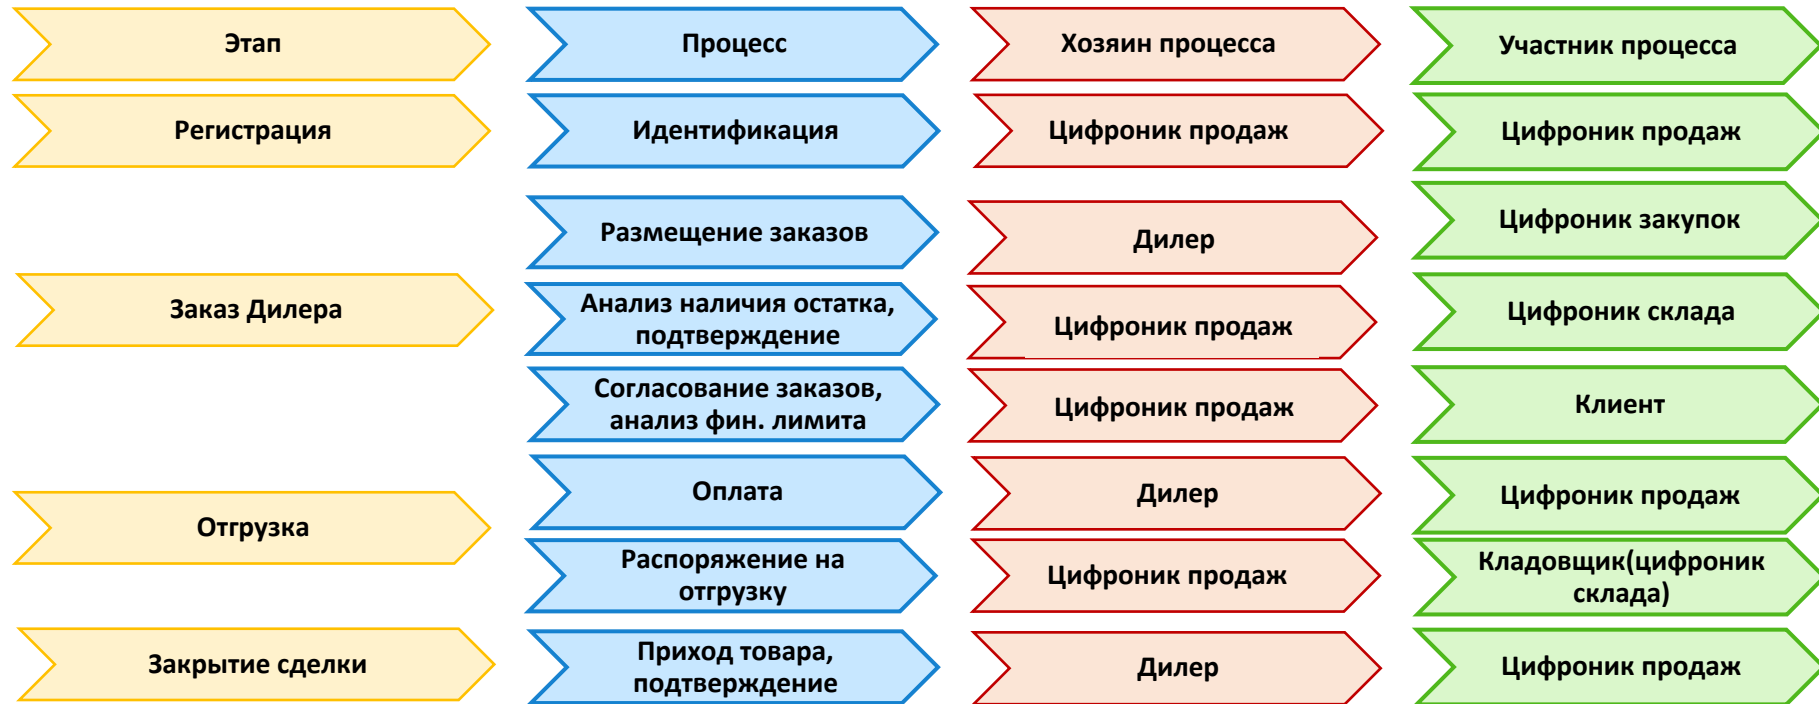 Этап
Процесс
Хозяин процесса
Участник процесса
Регистрация
Идентификация
Цифроник продаж
Цифроник продаж
Размещение заказов
Дилер
Цифроник закупок
Заказ Дилера
Анализ наличия остатка,
подтверждение
Цифроник продаж
Цифроник склада
Согласование заказов,
анализ фин. лимита
Цифроник продаж
Клиент
Отгрузка
Оплата
Дилер
Цифроник продаж
Распоряжение на
отгрузку
Цифроник продаж
Кладовщик(цифроник
склада)
Закрытие сделки
Приход товара,
подтверждение
Дилер
Цифроник продаж